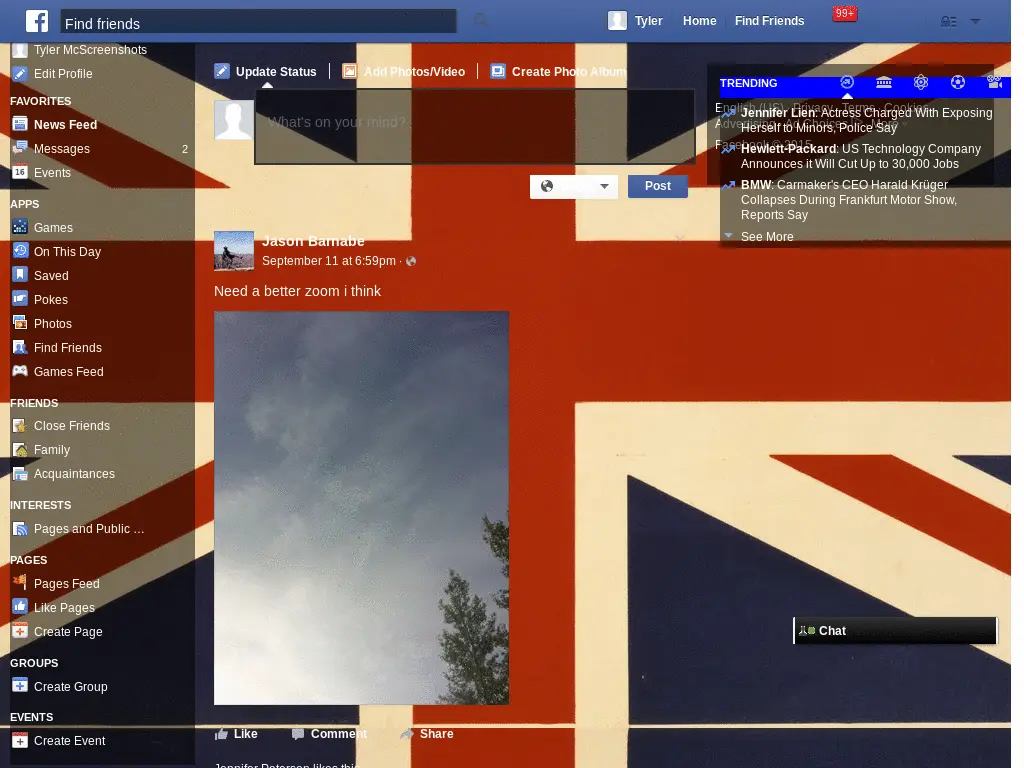 Find friends
Tyler
Home
Find Friends
99+
Tyler McScreenshots
Edit Profile
FAVORITES
News Feed
Messages
2
16
Events
APPS
Games
On This Day
Saved
Pokes
Photos
Find Friends
Games Feed
FRIENDS
Close Friends
Family
Acquaintances
INTERESTS
Pages and Public ...
PAGES
Pages Feed
Like Pages
Create Page
GROUPS
Create Group
EVENTS
Create Event
Update Status
Add Photos/Video
Create Photo Album
What's on your mind?
Post
Jason Barnabe
September 11 at 6:59pm ·
Need a better zoom i think
Like
Comment
Share
Jennifer Peterson likes this
TRENDING
English (US) · Privacy · Terms · Cookies ·
Advertising · Ad Choices · More
Facebook © 2015
Jennifer Lien: Actress Charged With Exposing
Herself to Minors, Police Say
Hewlett-Packard: US Technology Company
Announces it Will Cut Up to 30,000 Jobs
BMW: Carmaker's CEO Harald Krüger
Collapses During Frankfurt Motor Show,
Reports Say
See More
Chat